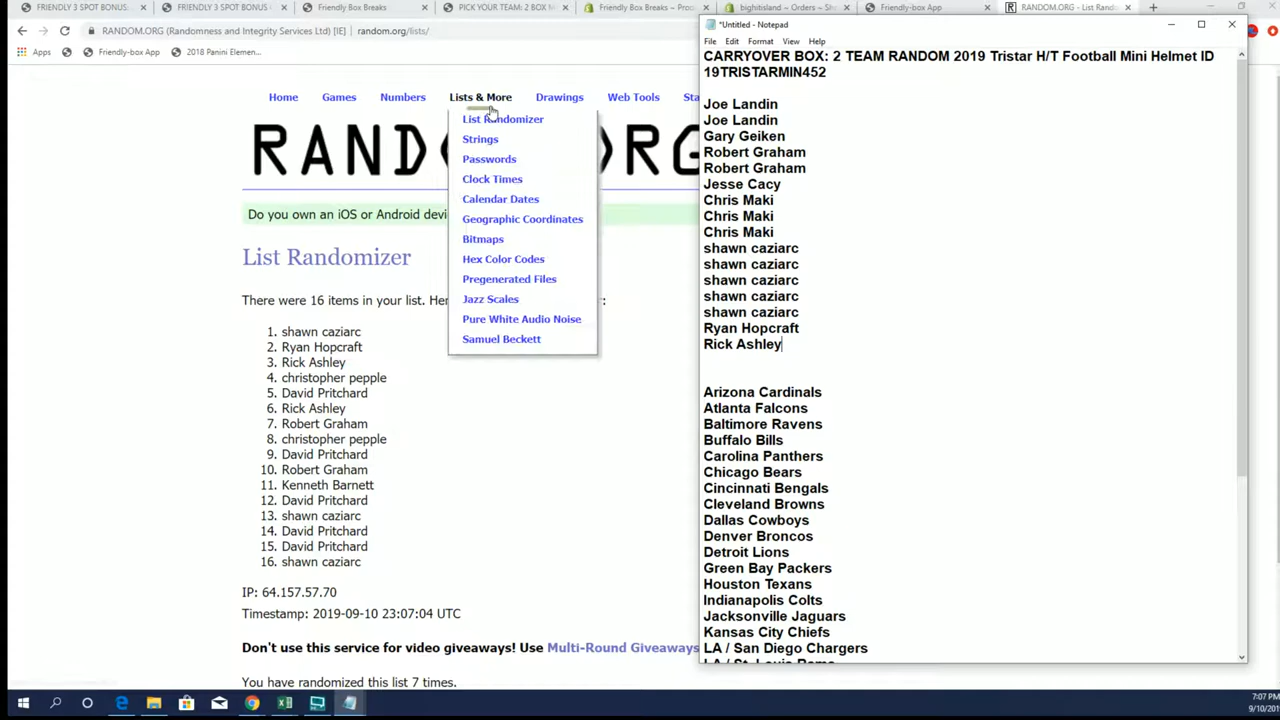 FRIENDLY 3 SPOT BONUS
FRIENDLY 3 SPOT BONUS
Friendly Box Breaks
PICK YOUR TEAM: 2 BOX
Friendly Box Breaks ~ Pro
bighitisland ~ Orders ~ Sh
Friendly-box App
RANDOM.ORG - List Rando
RANDOM.ORG (Randomness and Integrity Services Ltd) [IE] | random.org/lists/
Apps
Friendly-box App
2018 Panini Elemen...
Home
Games
Numbers
Lists & More
Drawings
Web Tools
Sta
List Randomizer
Strings
Passwords
Clock Times
Calendar Dates
Geographic Coordinates
Bitmaps
Hex Color Codes
Pregenerated Files
Jazz Scales
Pure White Audio Noise
Samuel Beckett
Do you own an iOS or Android devi
List Randomizer
There were 16 items in your list. Her
1. shawn caziarc
2. Ryan Hopcraft
3. Rick Ashley
4. christopher pepple
5. David Pritchard
6. Rick Ashley
7. Robert Graham
8. christopher pepple
9. David Pritchard
10. Robert Graham
11. Kenneth Barnett
12. David Pritchard
13. shawn caziarc
14. David Pritchard
15. David Pritchard
16. shawn caziarc
IP: 64.157.57.70
Timestamp: 2019-09-10 23:07:04 UTC
Don't use this service for video giveaways! Use Multi-Round Giveaways
You have randomized this list 7 times.
*Untitled - Notepad
File Edit Format View Help
CARRYOVER BOX: 2 TEAM RANDOM 2019 Tristar H/T Football Mini Helmet ID
19TRISTARMIN452
Joe Landin
Joe Landin
Gary Geiken
Robert Graham
Robert Graham
Jesse Cacy
Chris Maki
Chris Maki
Chris Maki
shawn caziarc
shawn caziarc
shawn caziarc
shawn caziarc
shawn caziarc
Ryan Hopcraft
Rick Ashley
Arizona Cardinals
Atlanta Falcons
Baltimore Ravens
Buffalo Bills
Carolina Panthers
Chicago Bears
Cincinnati Bengals
Cleveland Browns
Dallas Cowboys
Denver Broncos
Detroit Lions
Green Bay Packers
Houston Texans
Indianapolis Colts
Jacksonville Jaguars
Kansas City Chiefs
LA / San Diego Chargers
LA / St. Louis Rams
7:07 PM
9/10/20